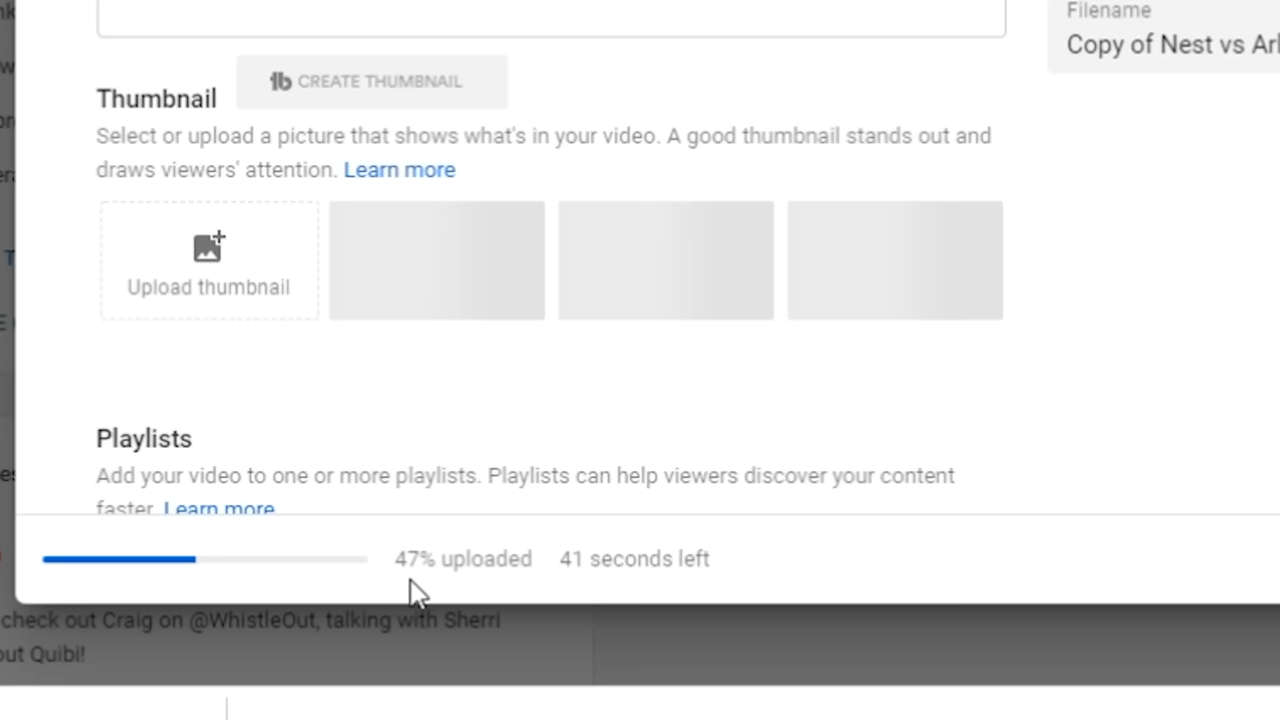 Filename
Copy of Nest vs Arl
CREATE THUMBNAIL
Thumbnail
Select or upload a picture that shows what's in your video. A good thumbnail stands out and
draws viewers' attention. Learn more
Upload thumbnail
Playlists
Add your video to one or more playlists. Playlists can help viewers discover your content
faster. Learn more
47% uploaded 41 seconds left
check out Craig on @WhistleOut, talking with Sherri
out Quibi!